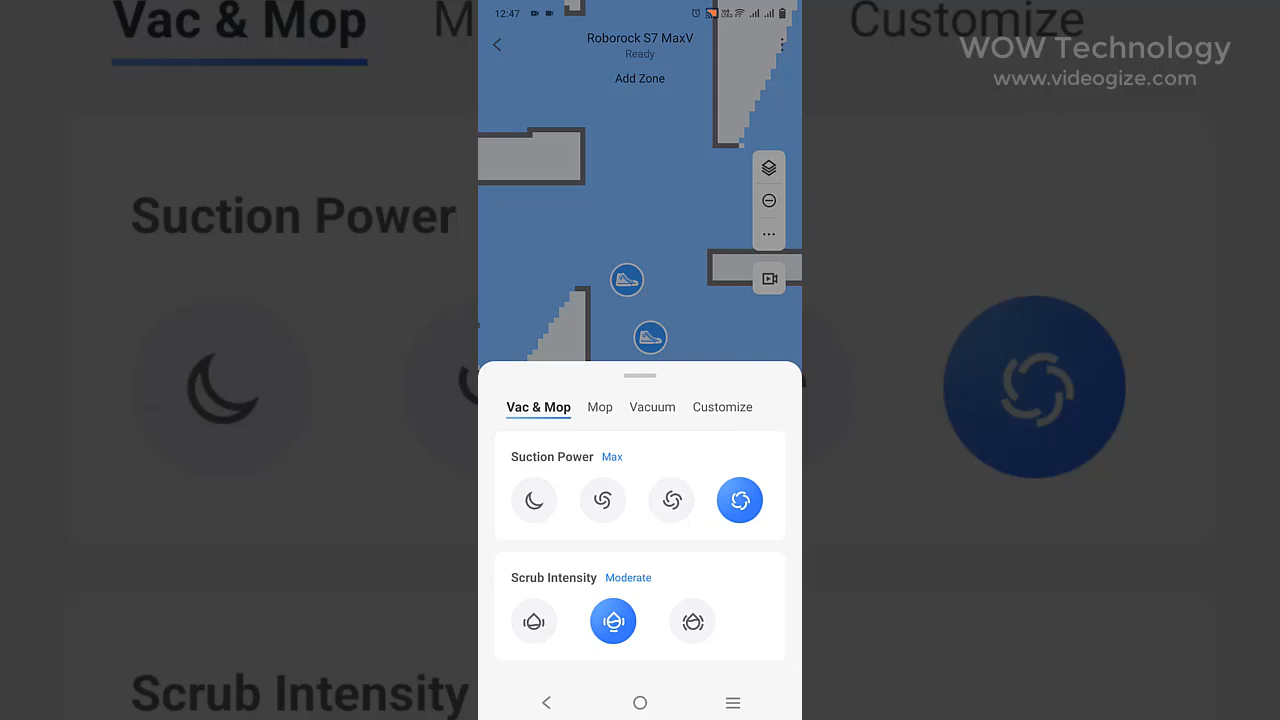 Vac & Mop
M
Customize
WOW Technology
www.videogize.com
12:47
Roborock S7 MaxV
Ready
Add Zone
Suction Power
Vac & Mop Mop Vacuum Customize
Suction Power Max
Scrub Intensity Moderate
Scrub Intensity